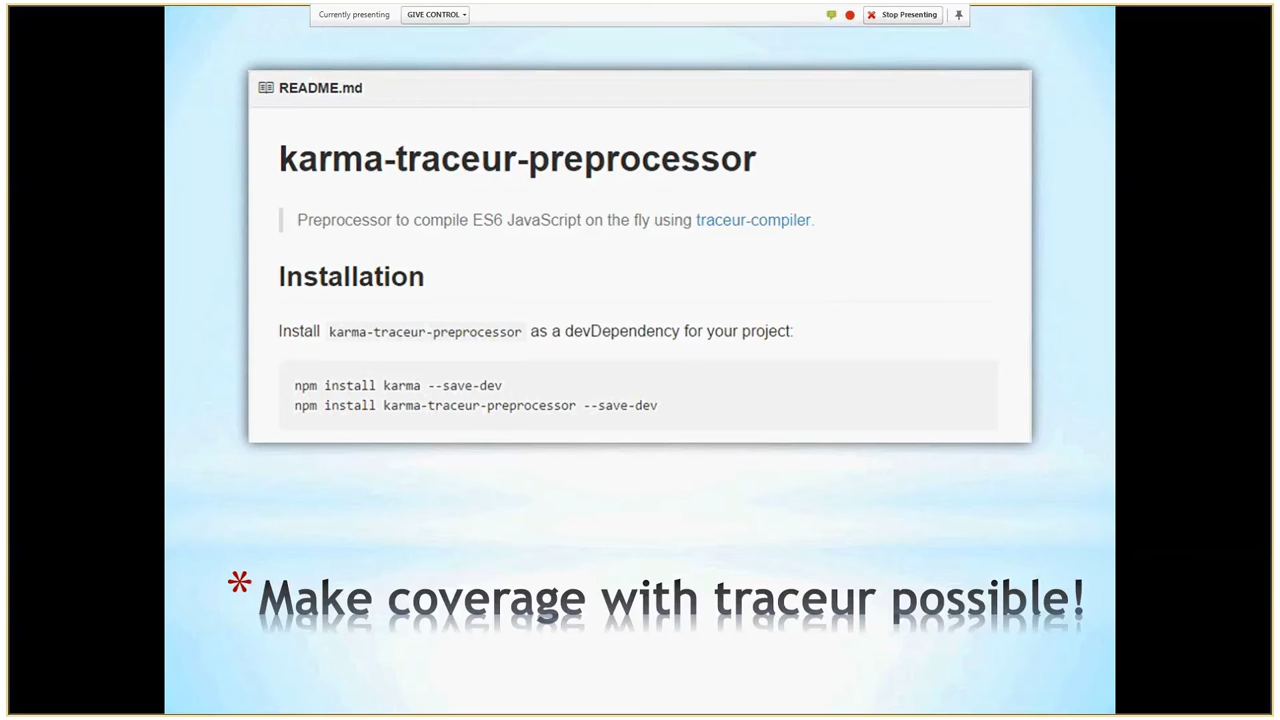 Currently presenting
GIVE CONTROL
Stop Presenting
README.md
karma-traceur-preprocessor
Preprocessor to compile ES6 JavaScript on the fly using traceur-compiler.
Installation
Install karma-traceur-preprocessor as a devDependency for your project:
npm install karma --save-dev
npm install karma-traceur-preprocessor --save-dev
* Make coverage with traceur possible!